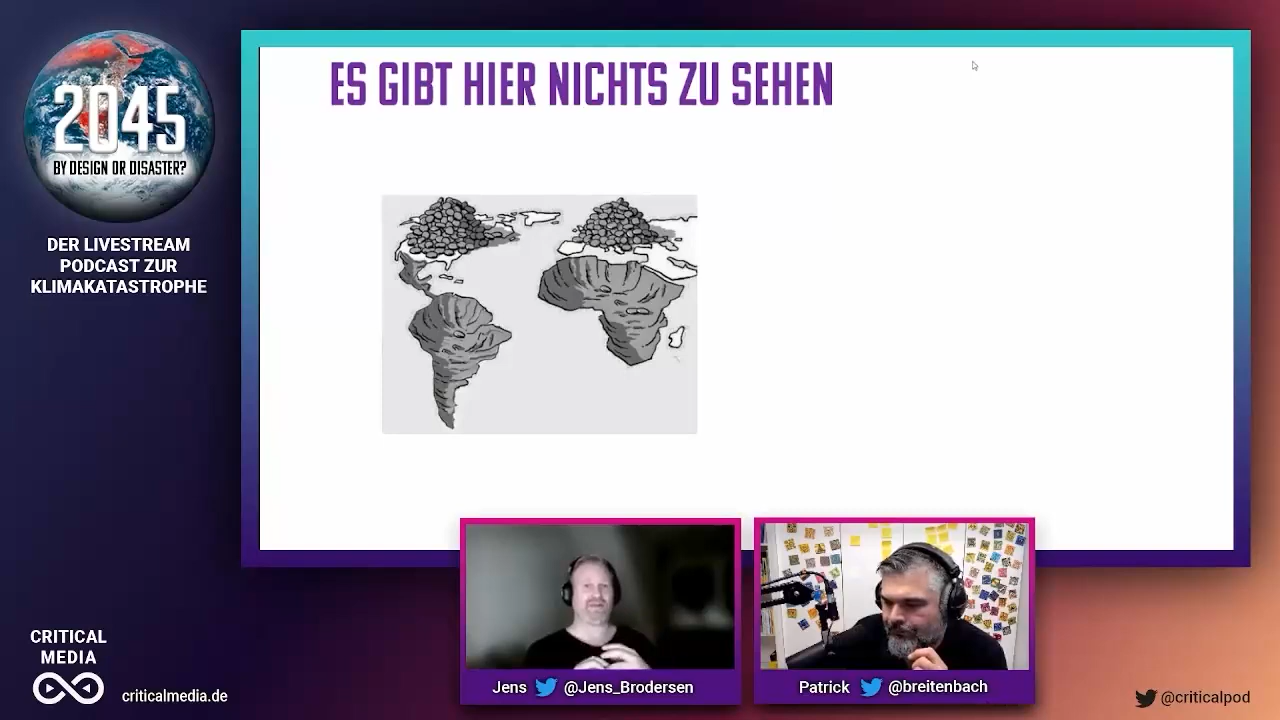 2045
BY DESIGN OR DISASTER?
DER LIVESTREAM
PODCAST ZUR
KLIMAKATASTROPHE
ES GIBT HIER NICHTS ZU SEHEN
Jens @Jens_Brodersen
Patrick @breitenbach
CRITICAL
MEDIA
criticalmedia.de
@criticalpod